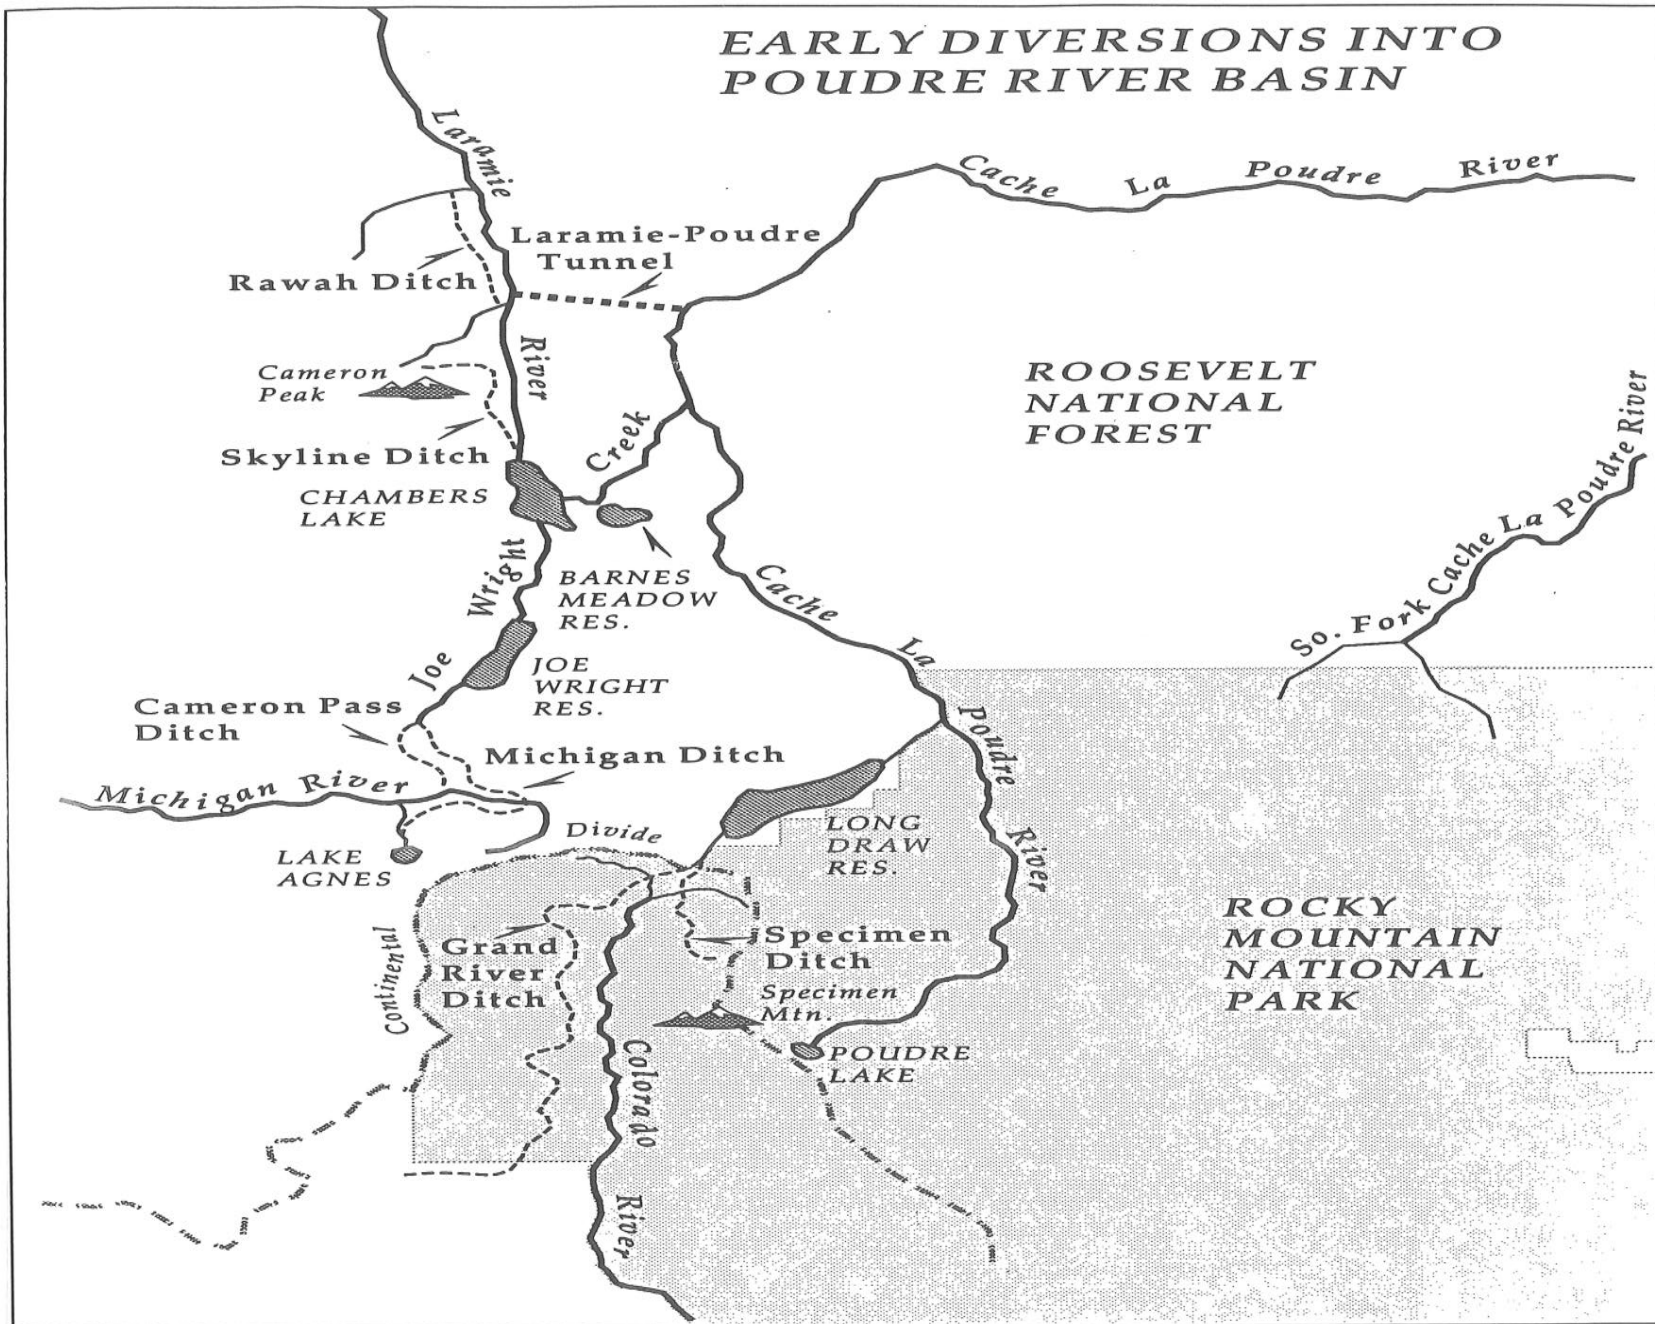 EARLY DIVERSIONS INTO
POUDRE RIVER BASIN
Laramie
River
Cache La Poudre River
Laramie-Poudre
Tunnel
Rawah Ditch
Cameron
Peak
Skyline Ditch
CHAMBERS
LAKE
Creek
ROOSEVELT
NATIONAL
FOREST
So. Fork Cache La Poudre River
Joe Wright
BARNES
MEADOW
RES.
JOE
WRIGHT
RES.
Cache La Poudre River
Cameron Pass
Ditch
Michigan Ditch
Michigan River
LAKE
AGNES
Continental Divide
LONG
DRAW
RES.
Grand
River
Ditch
Specimen
Ditch
Specimen
Mtn.
POUDRE
LAKE
ROCKY
MOUNTAIN
NATIONAL
PARK
Colorado River